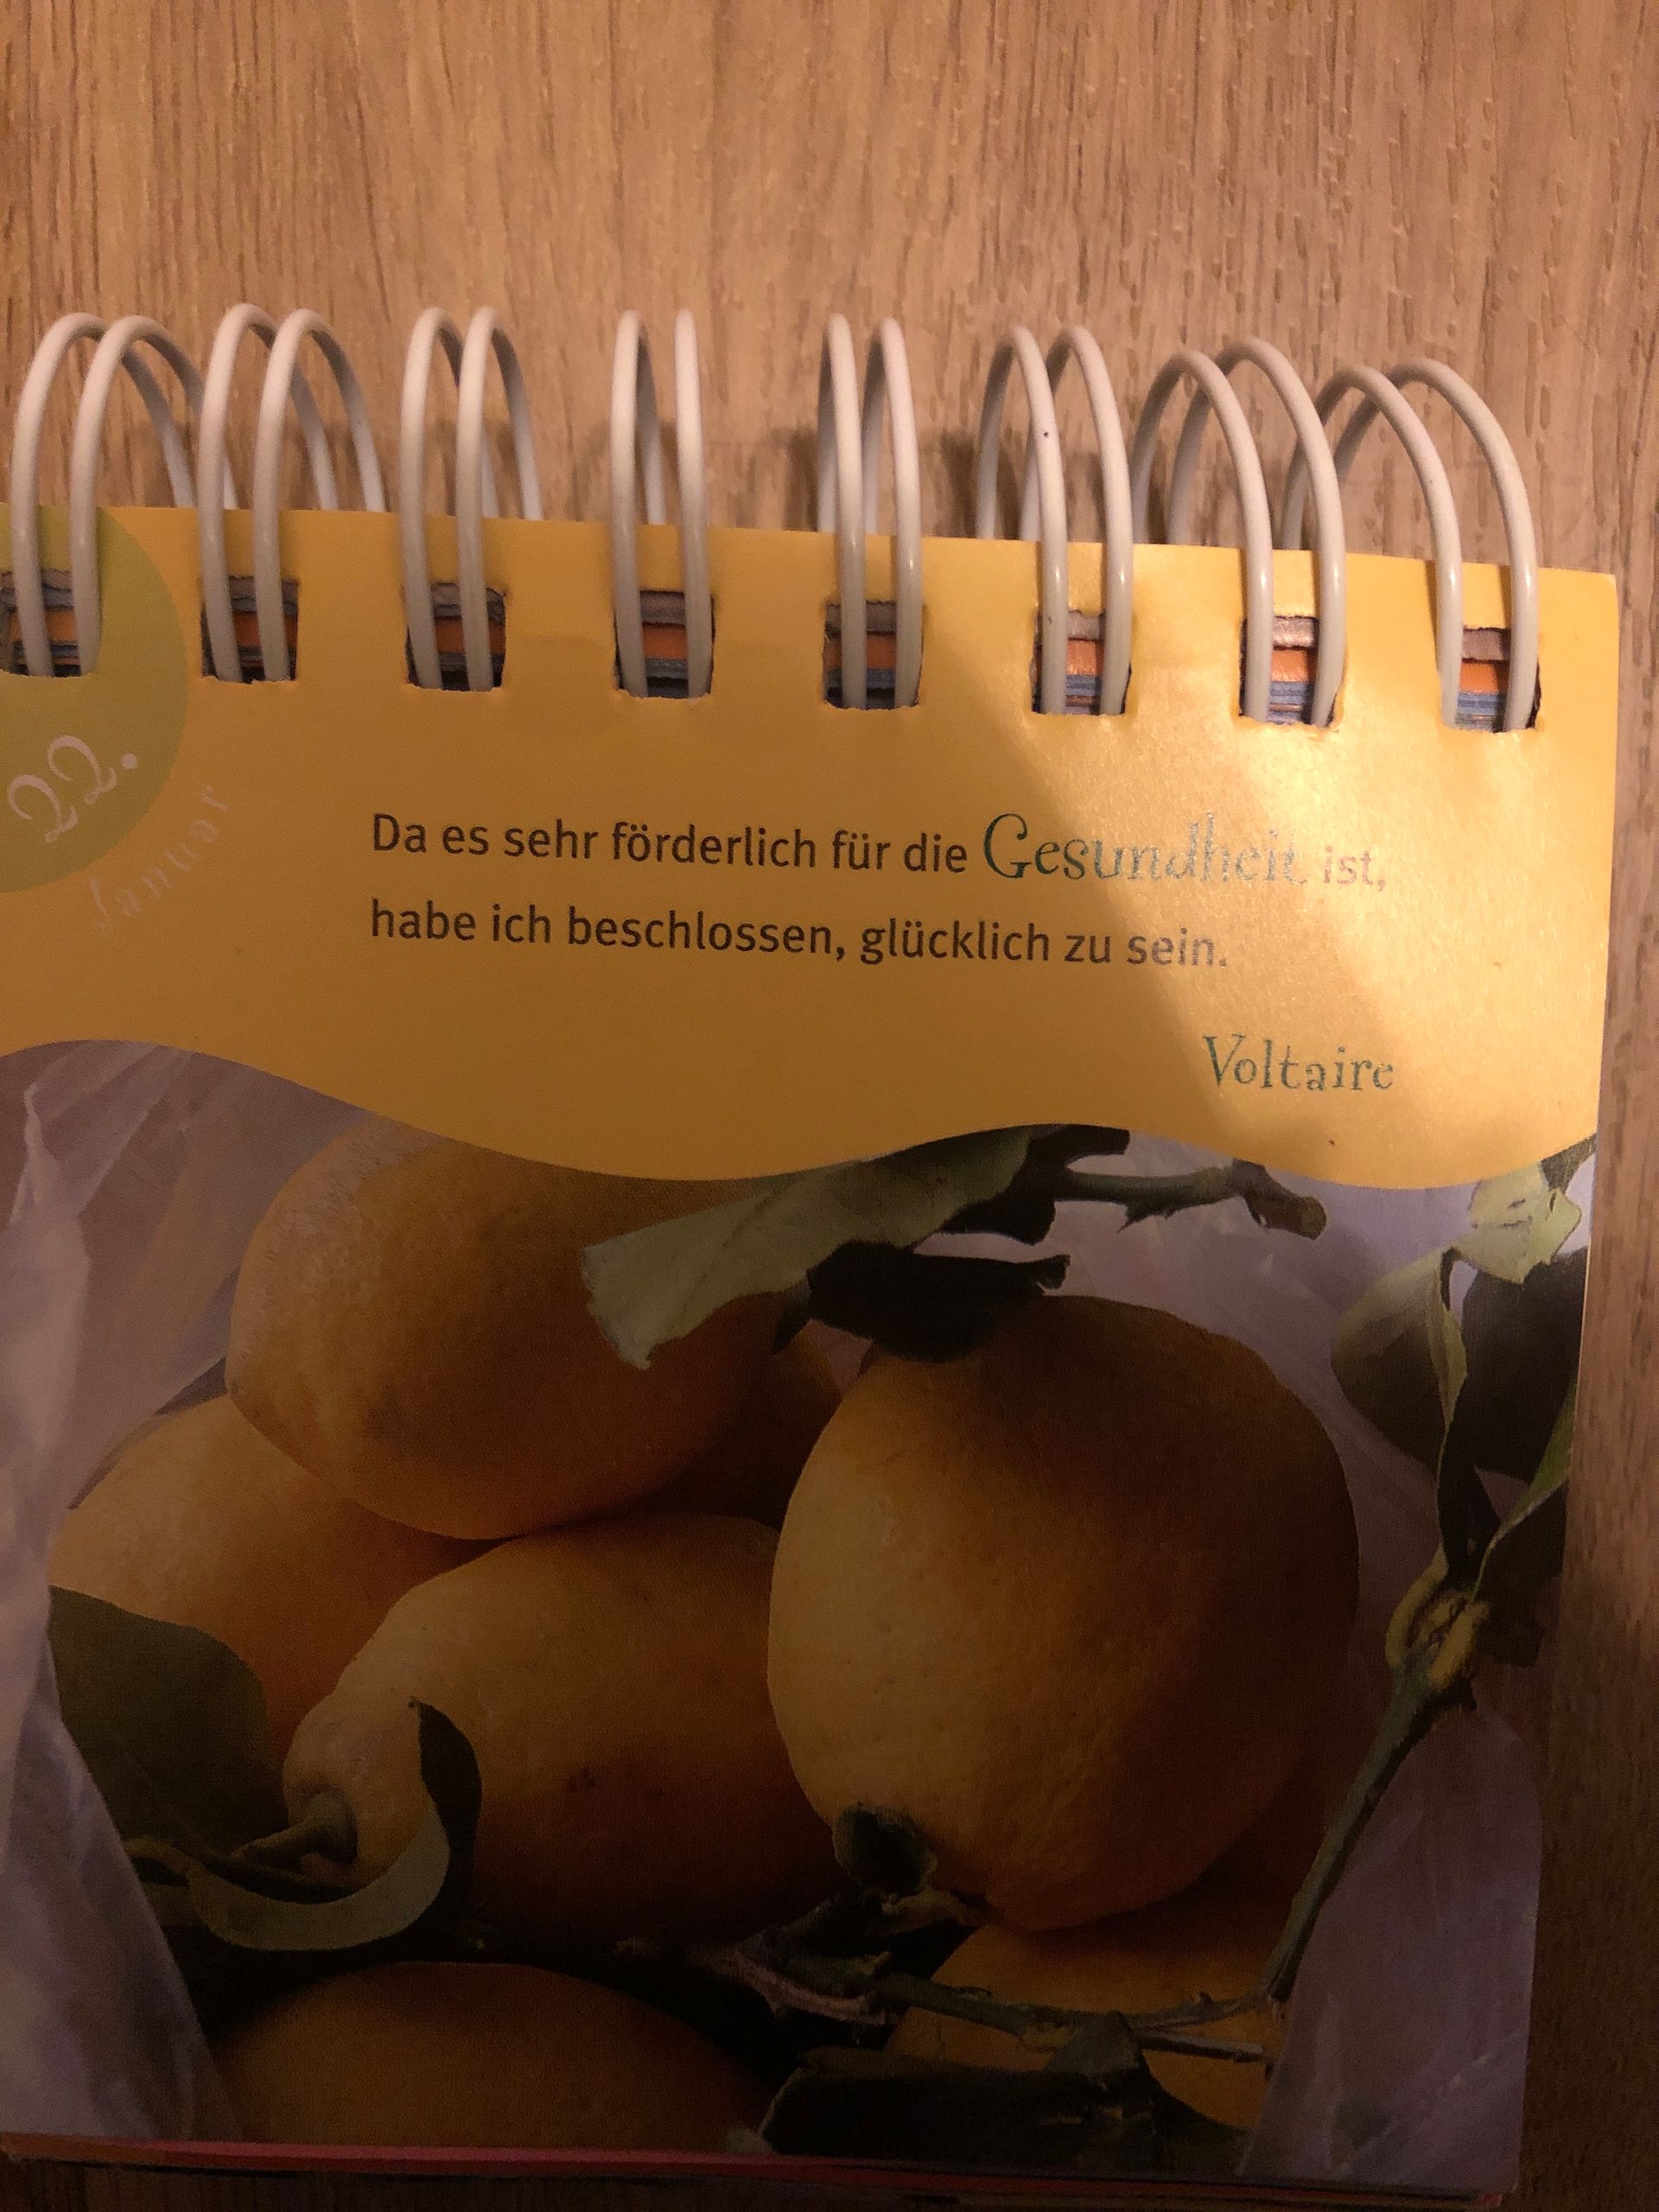 22.
Januar
Da es sehr förderlich für die Gesundheit ist,
habe ich beschlossen, glücklich zu sein.
Voltaire